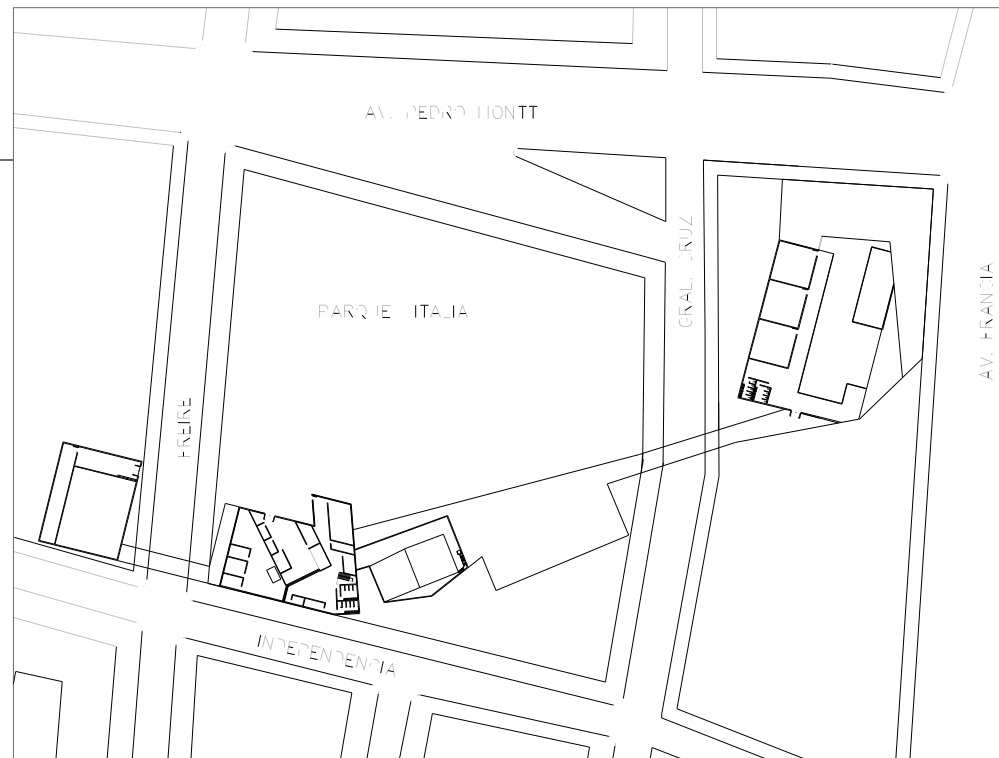 AV. PEDRO MONTT
GRAL. CRUZ
PARQUE ITALIA
AV. FRANCIA
FREIRE
INDEPENDENCIA